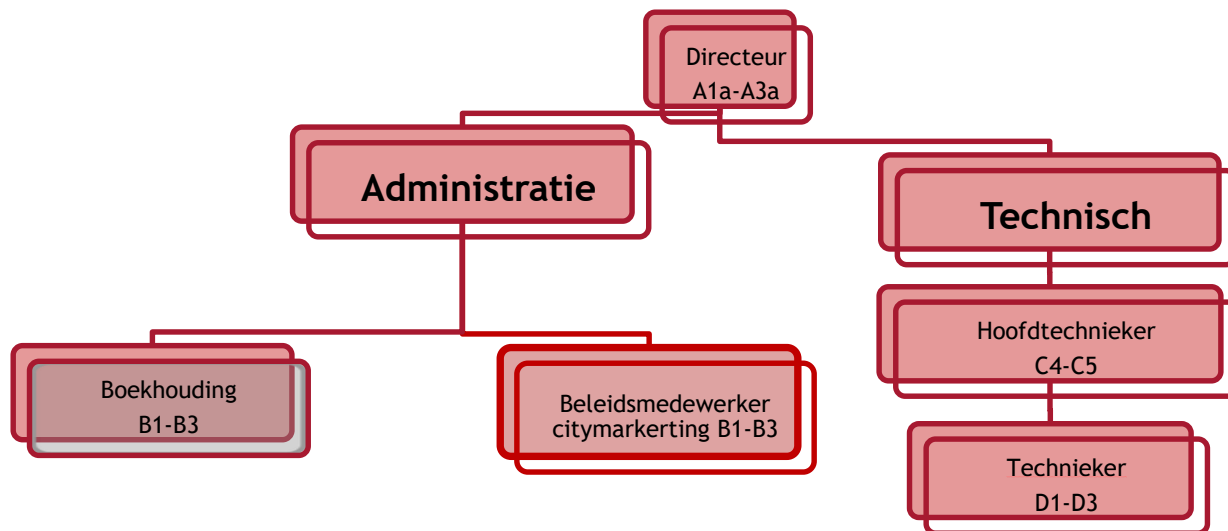 Directeur
A1a-A3a
Administratie
Technisch
Hoofdtechnieker
C4-C5
Boekhouding
B1-B3
Beleidsmedewerker
citymarkerting B1-B3
Technieker
D1-D3